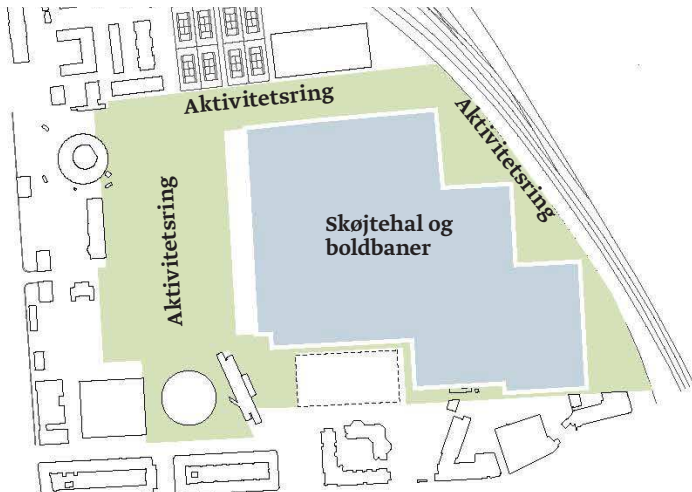 Aktivitetsring
Aktivitetsring
Aktivitetsring
Skøjtehal og
boldbaner